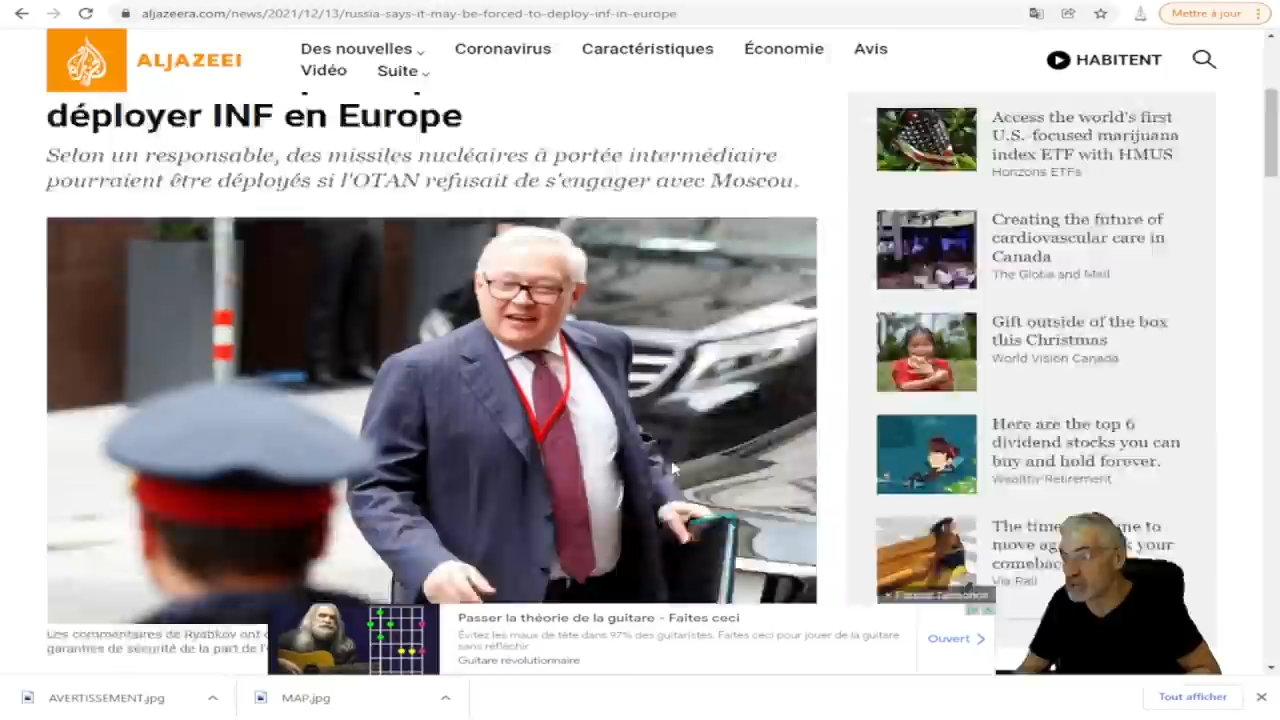 alijazeera.com/news/2021/12/13/russia-says-it-may-be-forced-to-deploy-inf-in-europe
Mettre à jour
ALJAZEEI
Des nouvelles
Coronavirus
Caractéristiques
Économie
Avis
Vidéo
Suite
HABITENT
déployer INF en Europe
Selon un responsable, des missiles nucléaires à portée intermédiaire
pourraient être déployés si l'OTAN refusait de s'engager avec Moscou.
Access the world's first
U.S.-focused marijuana
index ETF with HMUS
Horizons ETFs
Creating the future of
cardiovascular care in
Canada
The Globe and Mail
Gift outside of the box
this Christmas
World Vision Canada
Here are the top 6
dividend stocks you can
buy and hold forever.
Wealthy Retirement
The time
move
your
Via Rail
Les commentaires de Ryabkov ont
garanties de sécurité de la part de l'
Passer la théorie de la guitare - Faites ceci
Évitez les maux de tête dans 97% des guitaristes. Faites ceci pour jouer de la guitare
sans réfléchir
Guitare révolutionnaire
Ouvert
AVERTISSEMENT.jpg
MAP.jpg
Tout afficher